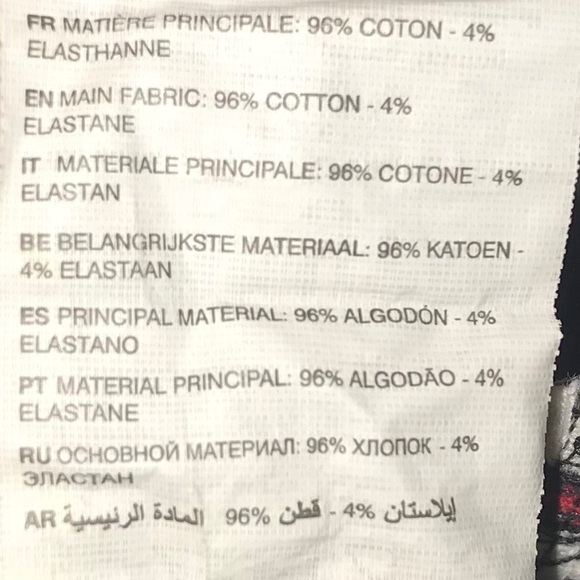 FR MATIÈRE PRINCIPALE: 96% COTON - 4%
ELASTHANNE
EN MAIN FABRIC: 96% COTTON - 4%
ELASTANE
IT MATERIALE PRINCIPALE: 96% COTONE - 4%
ELASTAN
BE BELANGRIJKSTE MATERIAAL: 96% KATOEN -
4% ELASTAAN
ES PRINCIPAL MATERIAL: 96% ALGODÓN - 4%
ELASTANO
PT MATERIAL PRINCIPAL: 96% ALGODÃO - 4%
ELASTANE
RU ОСНОВНОЙ МАТЕРИАЛ: 96% ХЛОПОК - 4%
ЭЛАСТАН
AR المادة الرئيسية 96% قطن - 4% إيلاستان